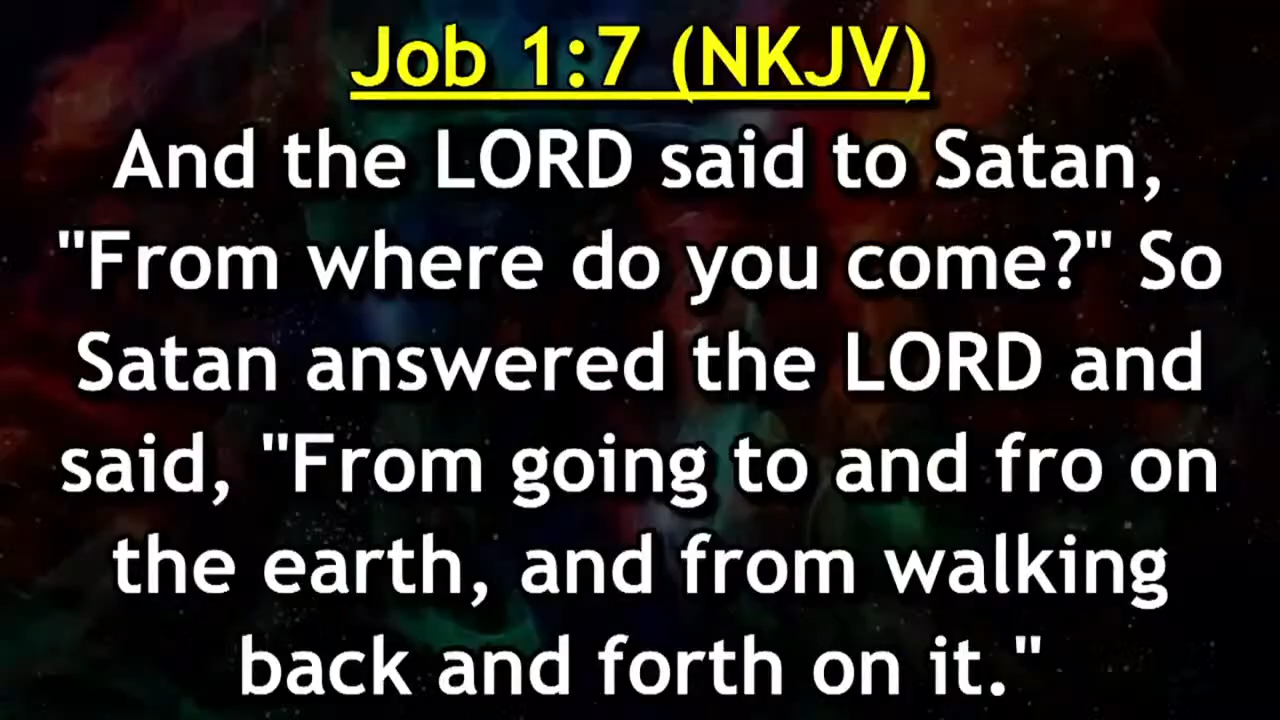 Job 1:7 (NKJV)
And the LORD said to Satan,
"From where do you come?" So
Satan answered the LORD and
said, "From going to and fro on
the earth, and from walking
back and forth on it."